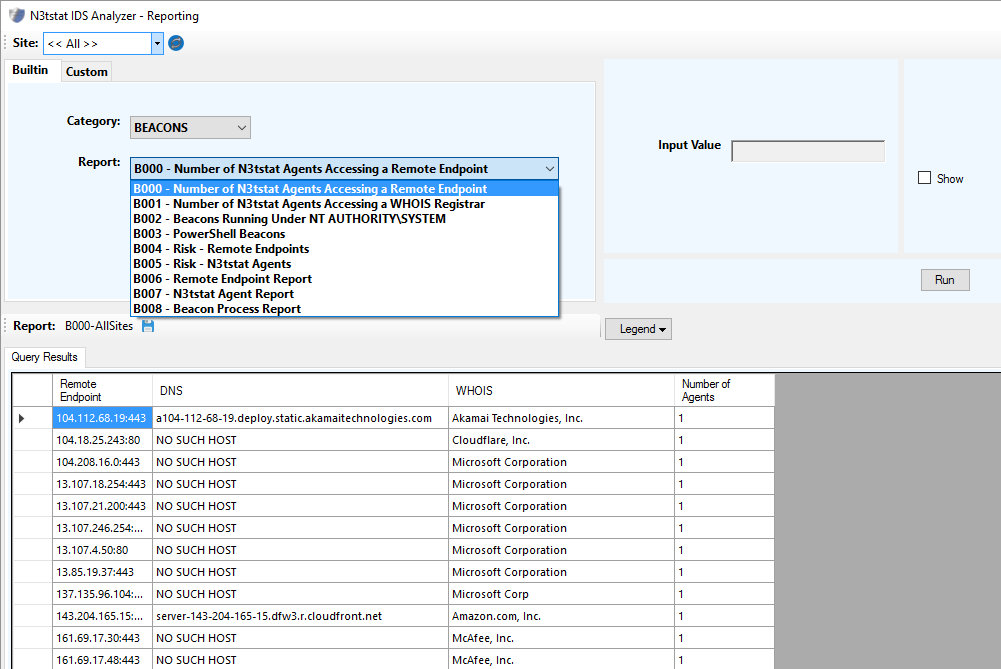 N3tstat IDS Analyzer - Reporting
Site: << All >>
Builtin Custom
Category: BEACONS
Report: B000 - Number of N3tstat Agents Accessing a Remote Endpoint
B000 - Number of N3tstat Agents Accessing a Remote Endpoint
B001 - Number of N3tstat Agents Accessing a WHOIS Registrar
B002 - Beacons Running Under NT AUTHORITY\SYSTEM
B003 - PowerShell Beacons
B004 - Risk - Remote Endpoints
B005 - Risk - N3tstat Agents
B006 - Remote Endpoint Report
B007 - N3tstat Agent Report
B008 - Beacon Process Report
Input Value
Show
Run
Report: B000-AllSites
Legend
Query Results
Remote Endpoint DNS WHOIS Number of Agents
104.112.68.19:443 a104-112-68-19.deploy.static.akamaitechnologies.com Akamai Technologies, Inc. 1
104.18.25.243:80 NO SUCH HOST Cloudflare, Inc. 1
104.208.16.0:443 NO SUCH HOST Microsoft Corporation 1
13.107.18.254:443 NO SUCH HOST Microsoft Corporation 1
13.107.21.200:443 NO SUCH HOST Microsoft Corporation 1
13.107.246.254:... NO SUCH HOST Microsoft Corporation 1
13.107.4.50:80 NO SUCH HOST Microsoft Corporation 1
13.85.19.37:443 NO SUCH HOST Microsoft Corporation 1
137.135.96.104:... NO SUCH HOST Microsoft Corp 1
143.204.165.15:... server-143-204-165-15.dfw3.r.cloudfront.net Amazon.com, Inc. 1
161.69.17.30:443 NO SUCH HOST McAfee, Inc. 1
161.69.17.48:443 NO SUCH HOST McAfee, Inc. 1